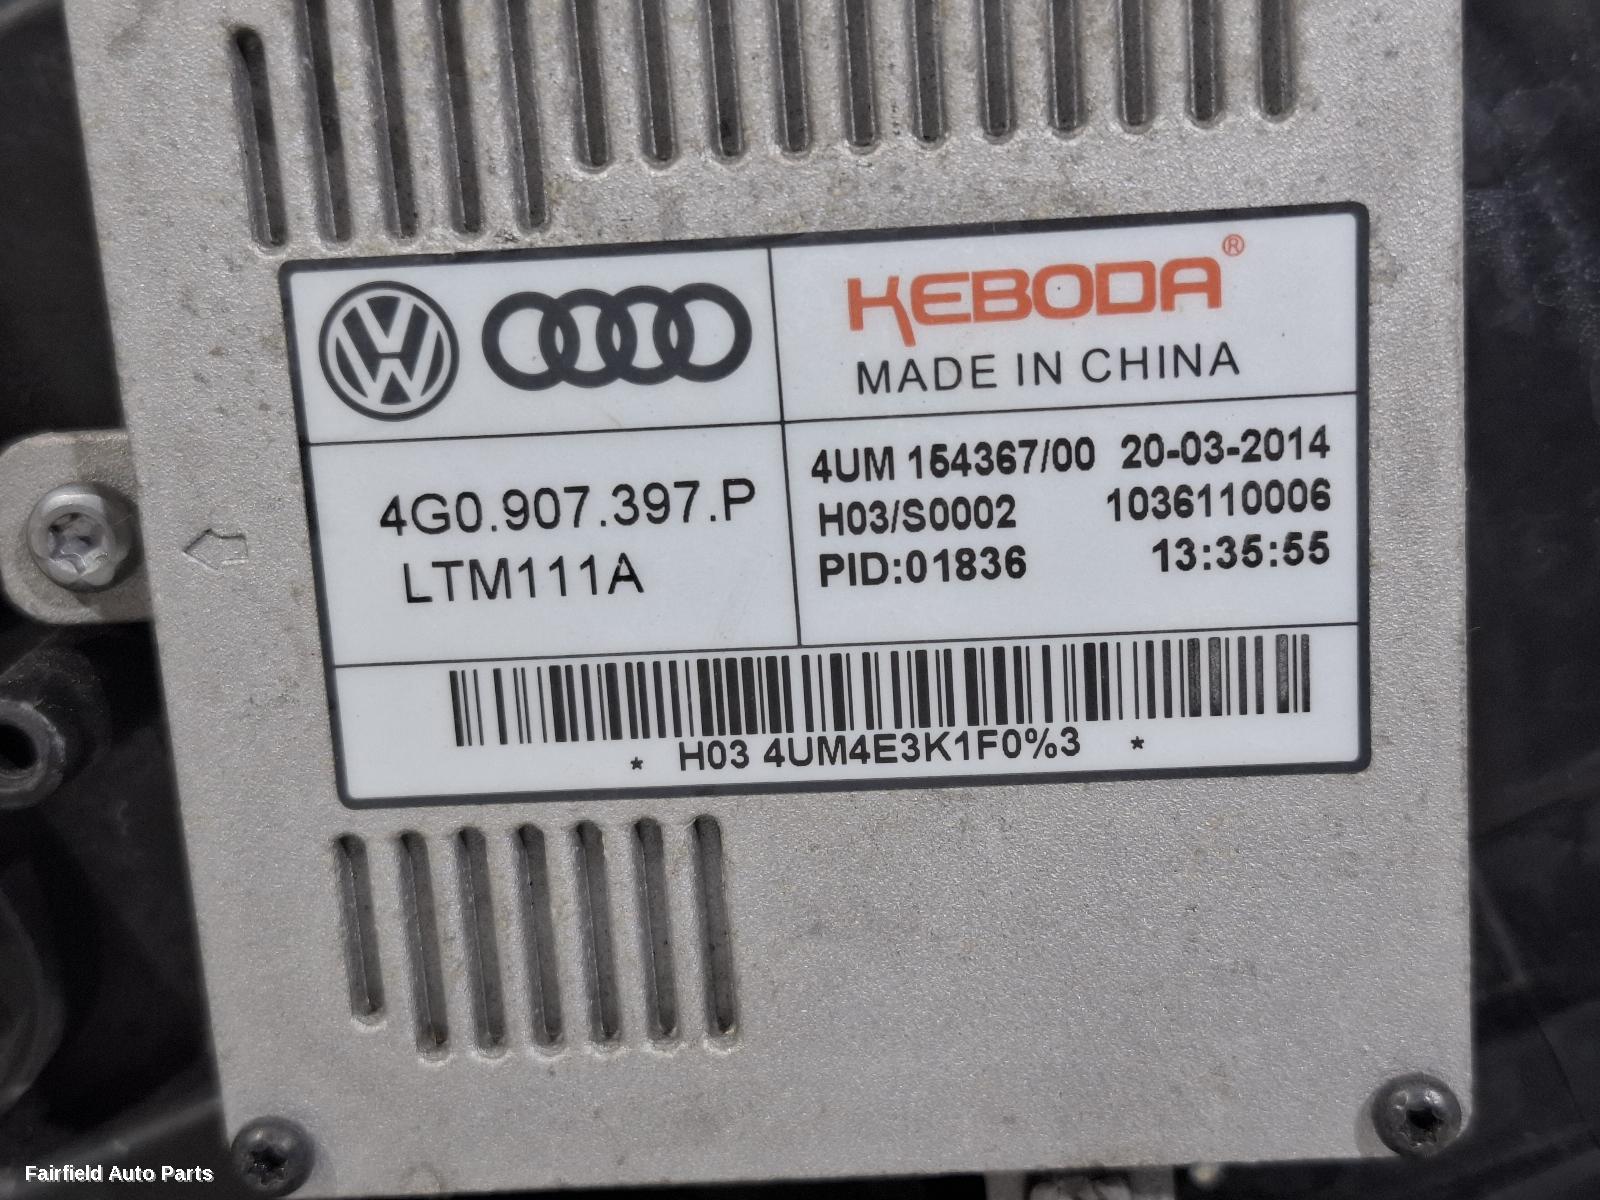 KEBODA®
MADE IN CHINA
4G0.907.397.P
LTM111A
4UM 154367/00 20-03-2014
H03/S0002 1036110006
PID:01836 13:35:55
* H03 4UM4E3K1F0%3 *
Fairfield Auto Parts